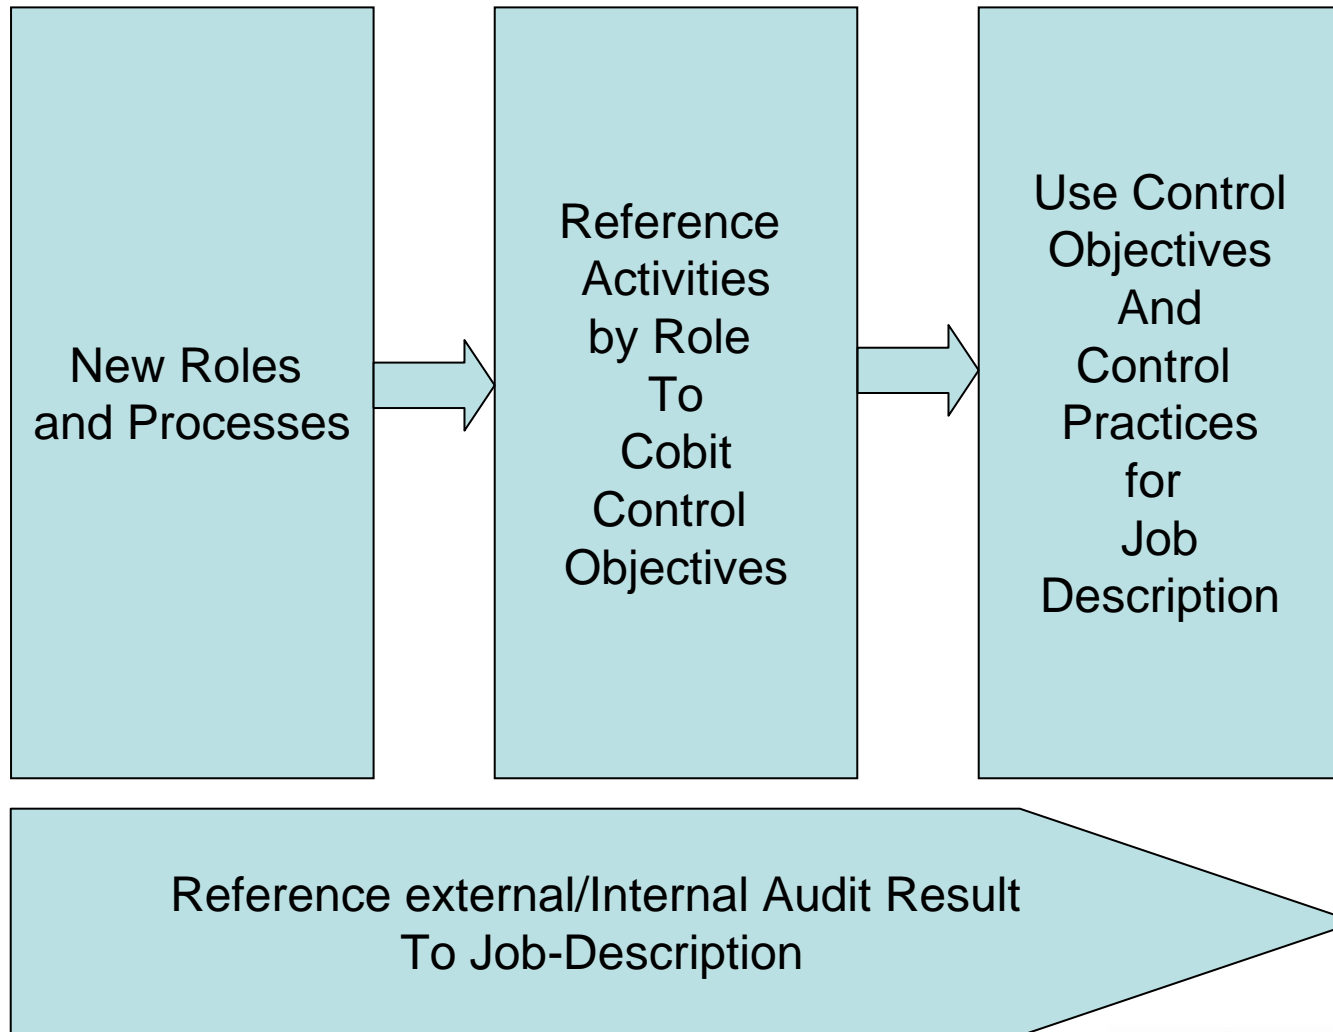 New Roles
and Processes
Reference
Activities
by Role
To
Cobit
Control
Objectives
Use Control
Objectives
And
Control
Practices
for
Job
Description
Reference external/Internal Audit Result
To Job-Description